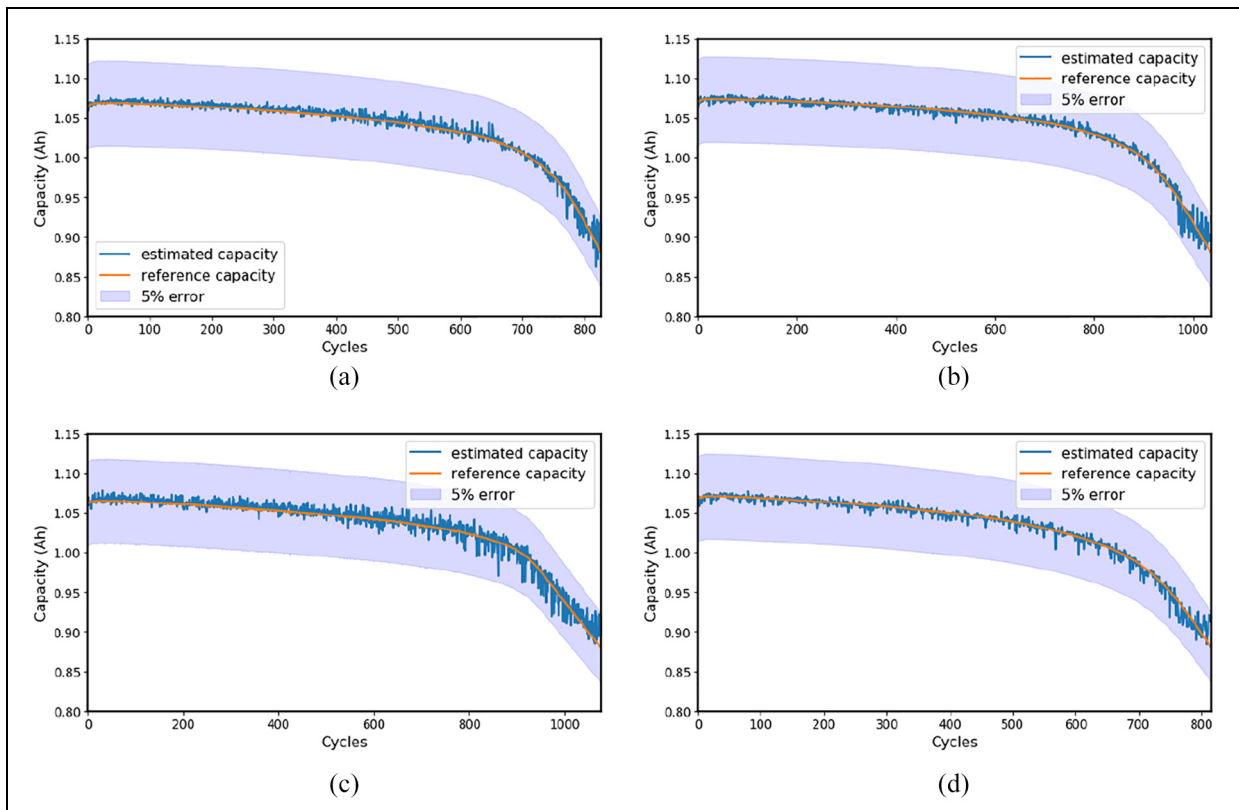 1.15
1.10
1.05
1.00
0.95
0.90
0.85
0.80
Capacity (Ah)
estimated capacity
reference capacity
5% error
0 100 200 300 400 500 600 700 800
Cycles
(a)
1.15
1.10
1.05
1.00
0.95
0.90
0.85
0.80
Capacity (Ah)
estimated capacity
reference capacity
5% error
0 200 400 600 800 1000
Cycles
(b)
1.15
1.10
1.05
1.00
0.95
0.90
0.85
0.80
Capacity (Ah)
estimated capacity
reference capacity
5% error
0 200 400 600 800 1000
Cycles
(c)
1.15
1.10
1.05
1.00
0.95
0.90
0.85
0.80
Capacity (Ah)
estimated capacity
reference capacity
5% error
0 100 200 300 400 500 600 700 800
Cycles
(d)